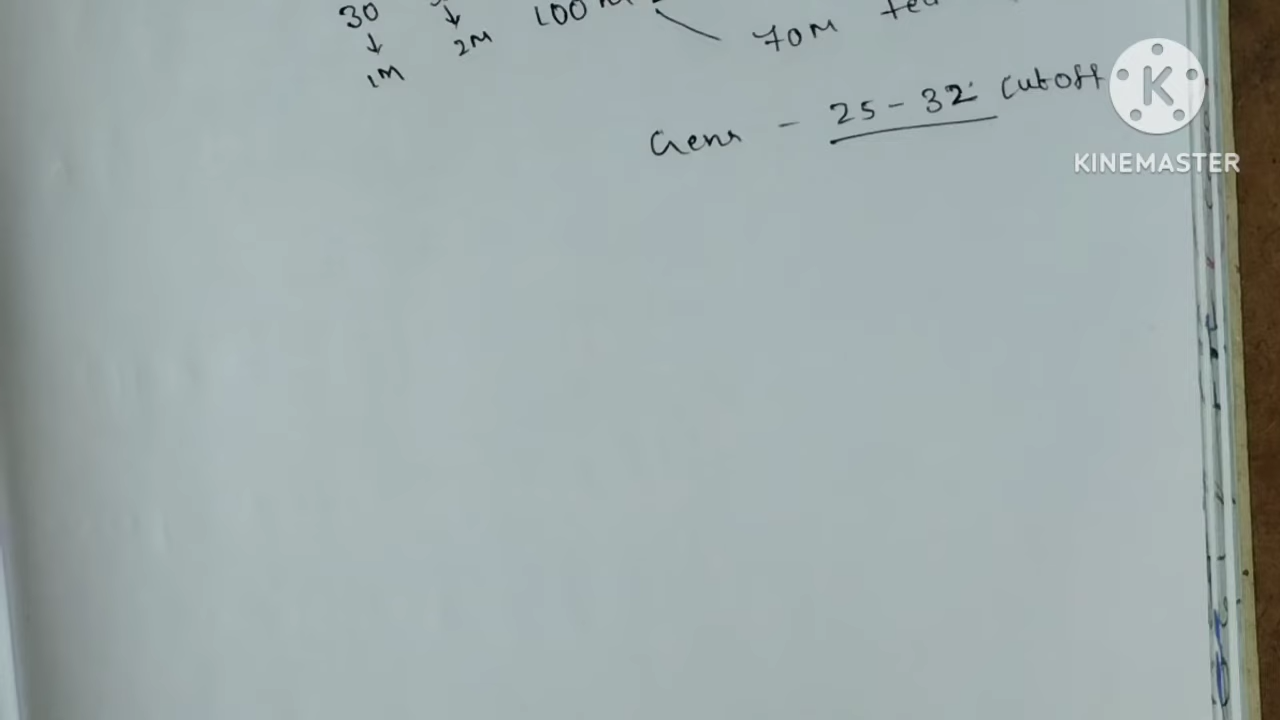 30 100 M
↓ ↓ 70M
1M 2M
Genr - 25-32 Cutoff
K
KINEMASTER